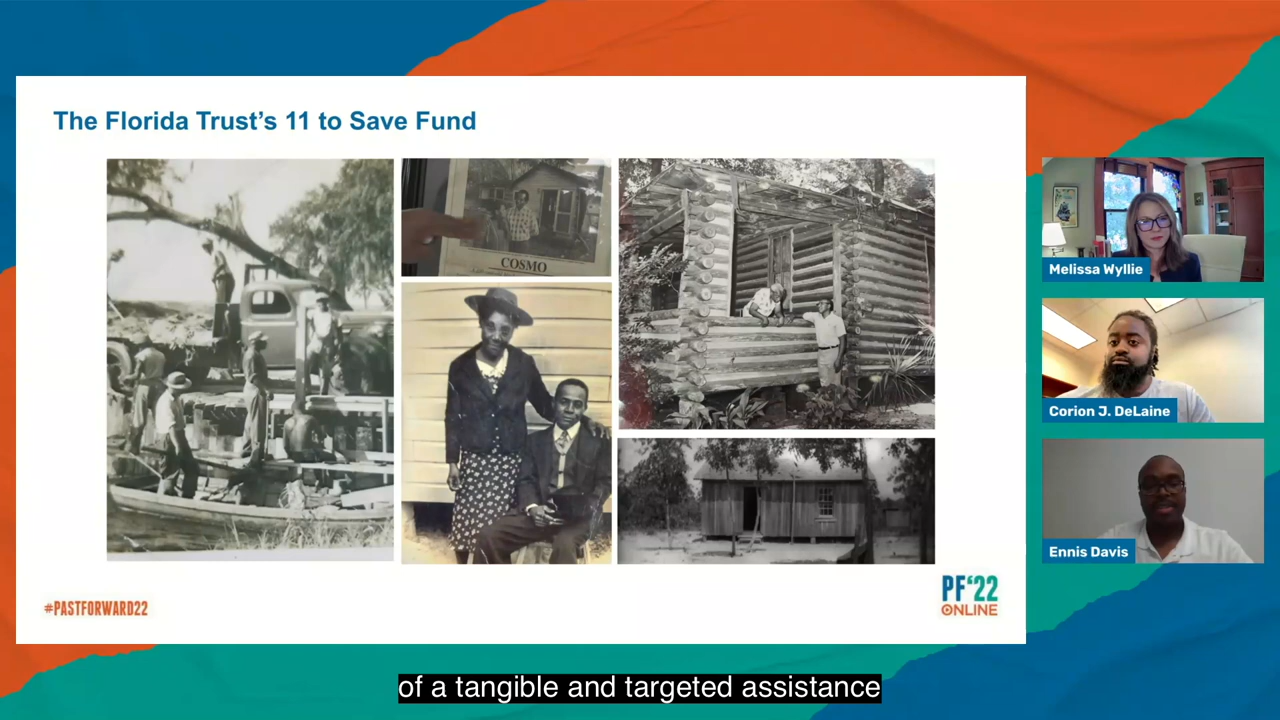 The Florida Trust's 11 to Save Fund
COSMO
Melissa Wyllie
Corion J. DeLaine
Ennis Davis
#PASTFORWARD22
PF'22
ONLINE
of a tangible and targeted assistance